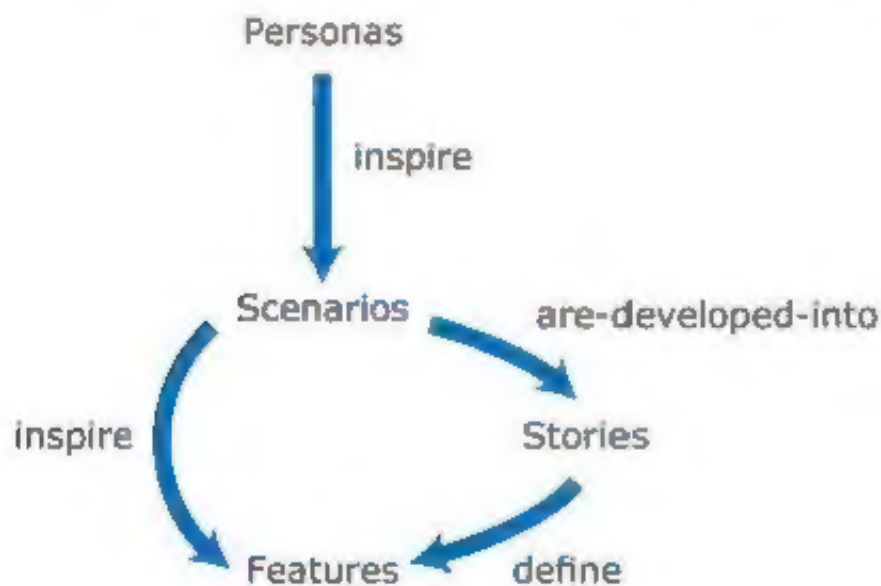 Personas
inspire
Scenarios
are-developed-into
inspire
Stories
Features
define